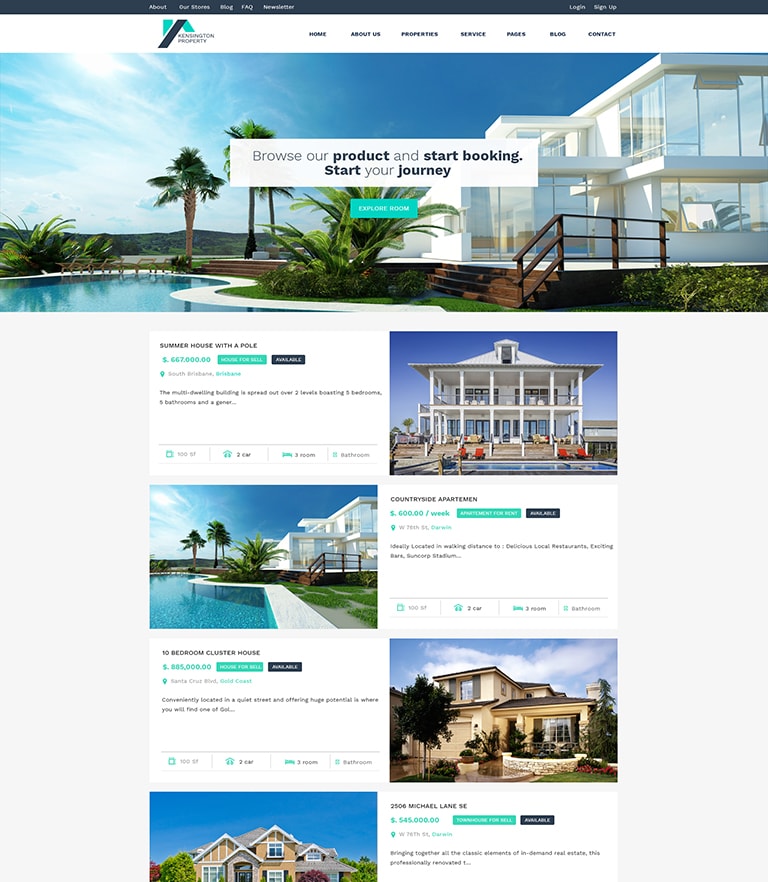 About Our Stores Blog FAQ Newsletter Login Sign Up
KENSINGTON
PROPERTY
HOME ABOUT US PROPERTIES SERVICE PAGES BLOG CONTACT
Browse our product and start booking.
Start your journey
EXPLORE ROOM
SUMMER HOUSE WITH A POLE
$. 667.000.00 HOUSE FOR SELL AVAILABLE
South Brisbane, Brisbane
The multi-dwelling building is spread out over 2 levels boasting 5 bedrooms,
5 bathrooms and a gener...
100 Sf 2 car 3 room Bathroom
COUNTRYSIDE APARTEMEN
$. 600.00 / week APARTEMENT FOR RENT AVAILABLE
W 76th St, Darwin
Ideally Located in walking distance to : Delicious Local Restaurants, Exciting
Bars, Suncorp Stadium...
100 Sf 2 car 3 room Bathroom
10 BEDROOM CLUSTER HOUSE
$. 885,000.00 HOUSE FOR SELL AVAILABLE
Santa Cruz Blvd, Gold Coast
Conveniently located in a quiet street and offering huge potential is where
you will find one of Gol...
100 Sf 2 car 3 room Bathroom
2506 MICHAEL LANE SE
$. 545.000.00 TOWNHOUSE FOR SELL AVAILABLE
W 76Th St, Darwin
Bringing together all the classic elements of in-demand real estate, this
professionally renovated t...